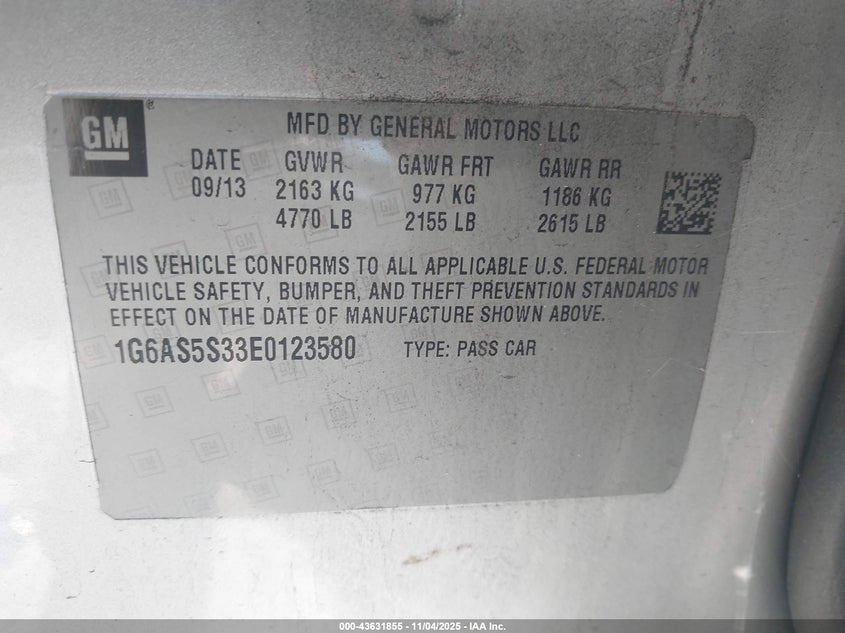 GM ®
MFD BY GENERAL MOTORS LLC
DATE GVWR GAWR FRT GAWR RR
09/13 2163 KG 977 KG 1186 KG
4770 LB 2155 LB 2615 LB
THIS VEHICLE CONFORMS TO ALL APPLICABLE U.S. FEDERAL MOTOR
VEHICLE SAFETY, BUMPER, AND THEFT PREVENTION STANDARDS IN
EFFECT ON THE DATE OF MANUFACTURE SHOWN ABOVE.
1G6AS5S33E0123580 TYPE: PASS CAR
000-43631855 - 11/04/2025 - IAA Inc.